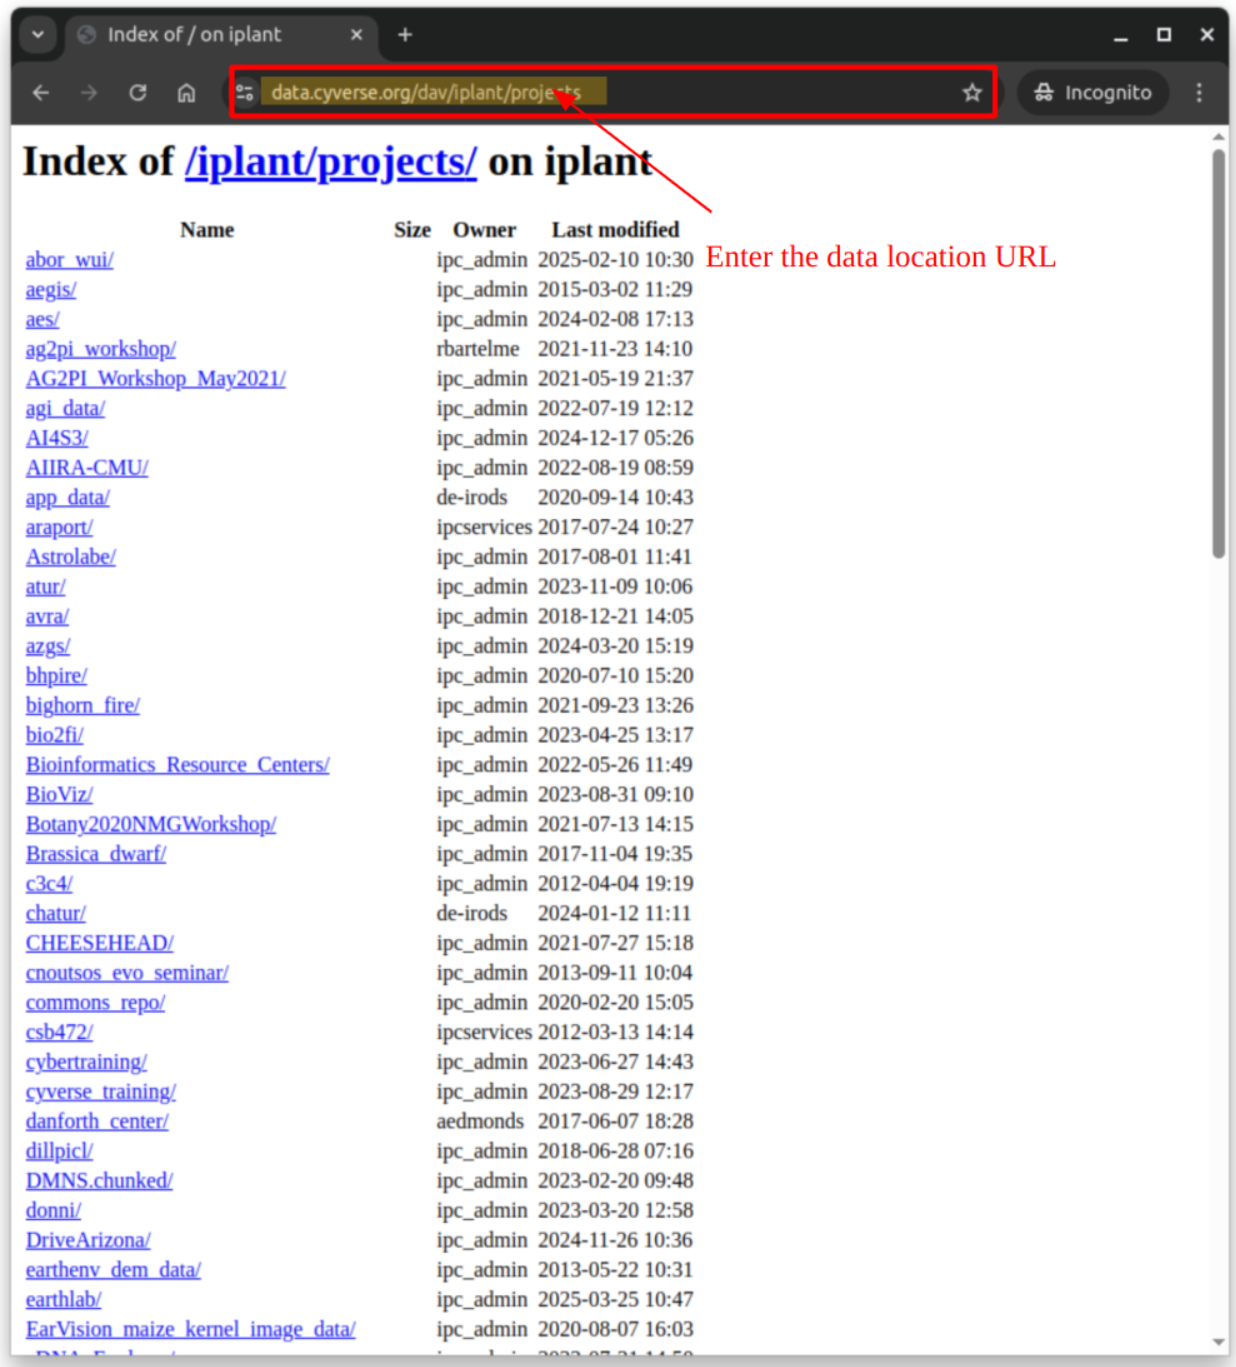 Index of / on iplant
data.cyverse.org/dav/iplant/projects
Incognito
Index of /iplant/projects/ on iplant
Name Size Owner Last modified
abor_wui/ ipc_admin 2025-02-10 10:30
Enter the data location URL
aegis/ ipc_admin 2015-03-02 11:29
aes/ ipc_admin 2024-02-08 17:13
ag2pi_workshop/ rbartelme 2021-11-23 14:10
AG2PI_Workshop_May2021/ ipc_admin 2021-05-19 21:37
agi_data/ ipc_admin 2022-07-19 12:12
AI4S3/ ipc_admin 2024-12-17 05:26
AIIRA-CMU/ ipc_admin 2022-08-19 08:59
app_data/ de-irods 2020-09-14 10:43
araport/ ipcservices 2017-07-24 10:27
Astrolabe/ ipc_admin 2017-08-01 11:41
atur/ ipc_admin 2023-11-09 10:06
avra/ ipc_admin 2018-12-21 14:05
azgs/ ipc_admin 2024-03-20 15:19
bhpire/ ipc_admin 2020-07-10 15:20
bighorn_fire/ ipc_admin 2021-09-23 13:26
bio2fi/ ipc_admin 2023-04-25 13:17
Bioinformatics_Resource_Centers/ ipc_admin 2022-05-26 11:49
BioViz/ ipc_admin 2023-08-31 09:10
Botany2020NMGWorkshop/ ipc_admin 2021-07-13 14:15
Brassica_dwarf/ ipc_admin 2017-11-04 19:35
c3c4/ ipc_admin 2012-04-04 19:19
chatur/ de-irods 2024-01-12 11:11
CHEESEHEAD/ ipc_admin 2021-07-27 15:18
cnoutsos_evo_seminar/ ipc_admin 2013-09-11 10:04
commons_repo/ ipc_admin 2020-02-20 15:05
csb472/ ipcservices 2012-03-13 14:14
cybertraining/ ipc_admin 2023-06-27 14:43
cyverse_training/ ipc_admin 2023-08-29 12:17
danforth_center/ aedmonds 2017-06-07 18:28
dillpicl/ ipc_admin 2018-06-28 07:16
DMNS.chunked/ ipc_admin 2023-02-20 09:48
donni/ ipc_admin 2023-03-20 12:58
DriveArizona/ ipc_admin 2024-11-26 10:36
earthenv_dem_data/ ipc_admin 2013-05-22 10:31
earthlab/ ipc_admin 2025-03-25 10:47
EarVision_maize_kernel_image_data/ ipc_admin 2020-08-07 16:03